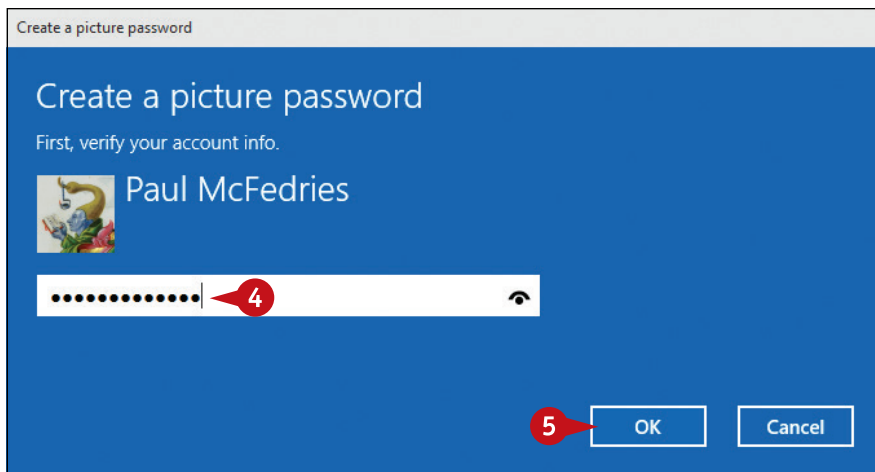 Create a picture password
Create a picture password
First, verify your account info.
Paul McFedries
••••••••••••• 4
5 OK Cancel